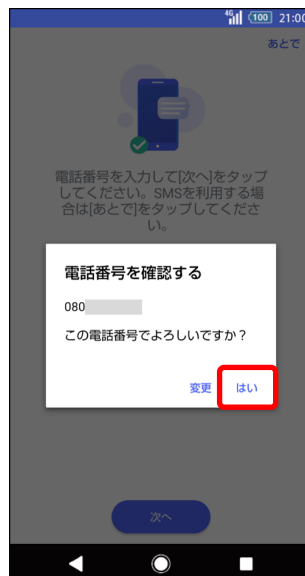 4G 100 21:00
あとで
電話番号を入力して[次へ]をタップ
してください。SMSを利用する場
合は[あとで]をタップしてくださ
い。
電話番号を確認する
080
この電話番号でよろしいですか？
変更 はい
次へ